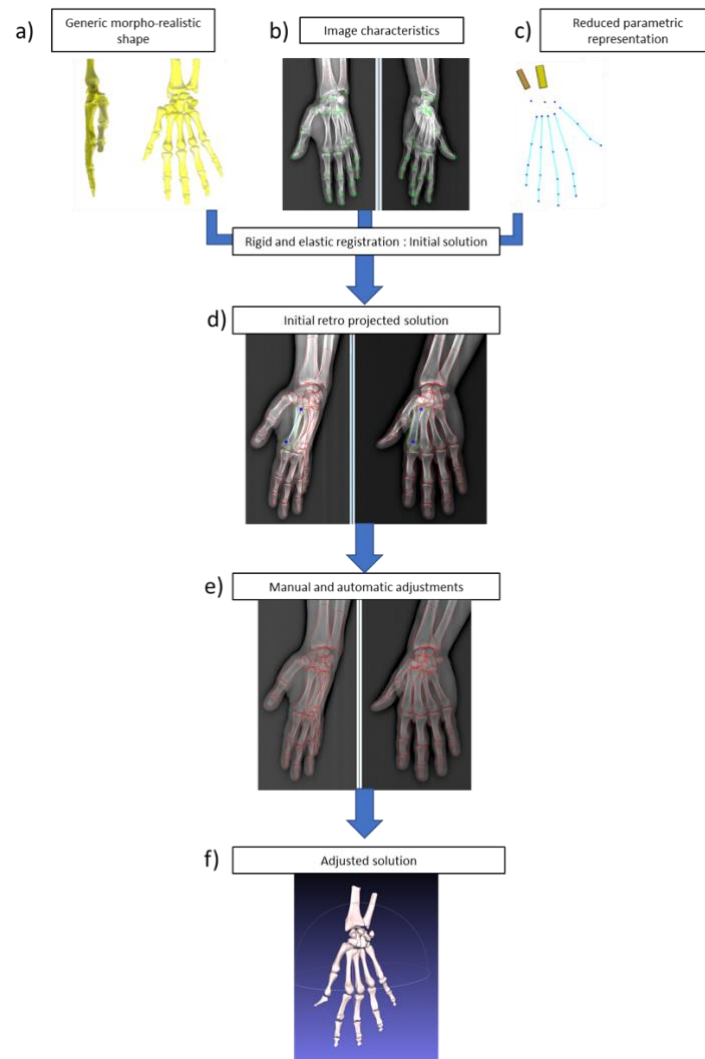 a)
Generic morpho-realistic
shape
b)
Image characteristics
c)
Reduced parametric
representation
Rigid and elastic registration : Initial solution
d)
Initial retro projected solution
e)
Manual and automatic adjustments
f)
Adjusted solution